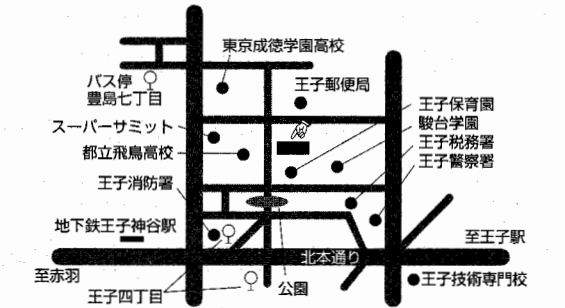 東京成徳学園高校
バス停
豊島七丁目
王子郵便局
王子保育園
駿台学園
王子税務署
王子警察署
スーパーサミット
都立飛鳥高校
王子消防署
地下鉄王子神谷駅
至王子駅
北本通り
至赤羽
王子四丁目
公園
王子技術専門校